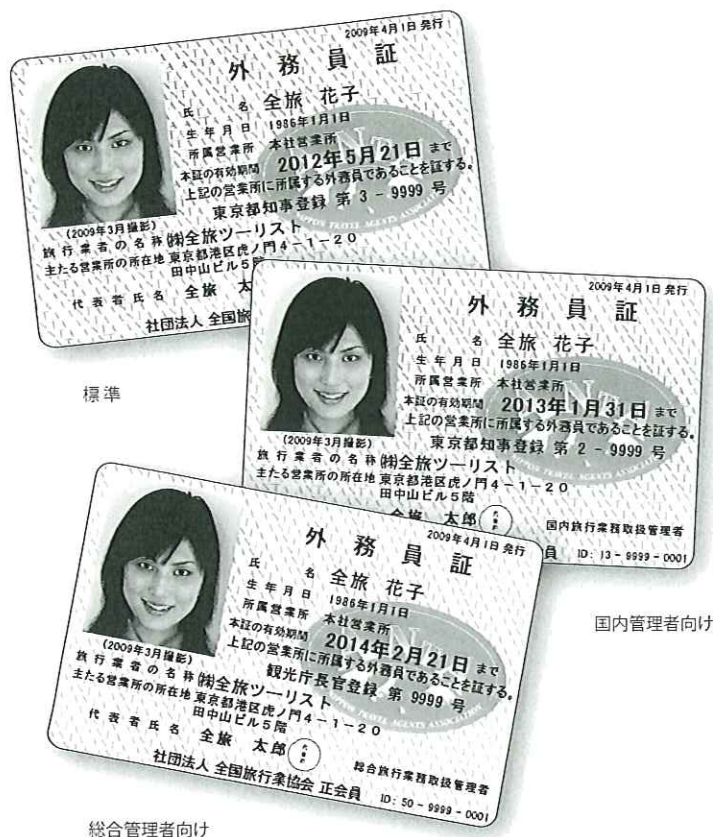 2009年4月1日 発行
外務員証
氏名 全旅 花子
生年月日 1986年1月1日
所属営業所 本社営業所
本証の有効期間 2012年5月21日 まで
上記の営業所に所属する外務員であることを証する。
東京都知事登録 第 3 - 9999 号
(2009年3月撮影)
旅行業者の名称 ㈱全旅ツーリスト
主たる営業所の所在地 東京都港区虎ノ門4-1-20
田中山ビル5階
代表者氏名 全旅 太
社団法人 全国旅
NIPPON TRAVEL AGENTS ASSOCIATION
標準
2009年4月1日 発行
外務員証
氏名 全旅 花子
生年月日 1986年1月1日
所属営業所 本社営業所
本証の有効期間 2013年1月31日 まで
上記の営業所に所属する外務員であることを証する。
東京都知事登録 第 2 - 9999 号
(2009年3月撮影)
旅行業者の名称 ㈱全旅ツーリスト
主たる営業所の所在地 東京都港区虎ノ門4-1-20
田中山ビル5階
全旅 太郎
国内旅行業務取扱管理者
員 ID: 13 - 9999 - 0001
国内管理者向け
2009年4月1日 発行
外務員証
氏名 全旅 花子
生年月日 1986年1月1日
所属営業所 本社営業所
本証の有効期間 2014年2月21日 まで
上記の営業所に所属する外務員であることを証する。
観光庁長官登録 第 9999 号
(2009年3月撮影)
旅行業者の名称 ㈱全旅ツーリスト
主たる営業所の所在地 東京都港区虎ノ門4-1-20
田中山ビル5階
代表者氏名 全旅 太郎
総合旅行業務取扱管理者
社団法人 全国旅行業協会 正会員 ID: 50 - 9999 - 0001
NIPPON TRAVEL AGENTS ASSOCIATION
総合管理者向け